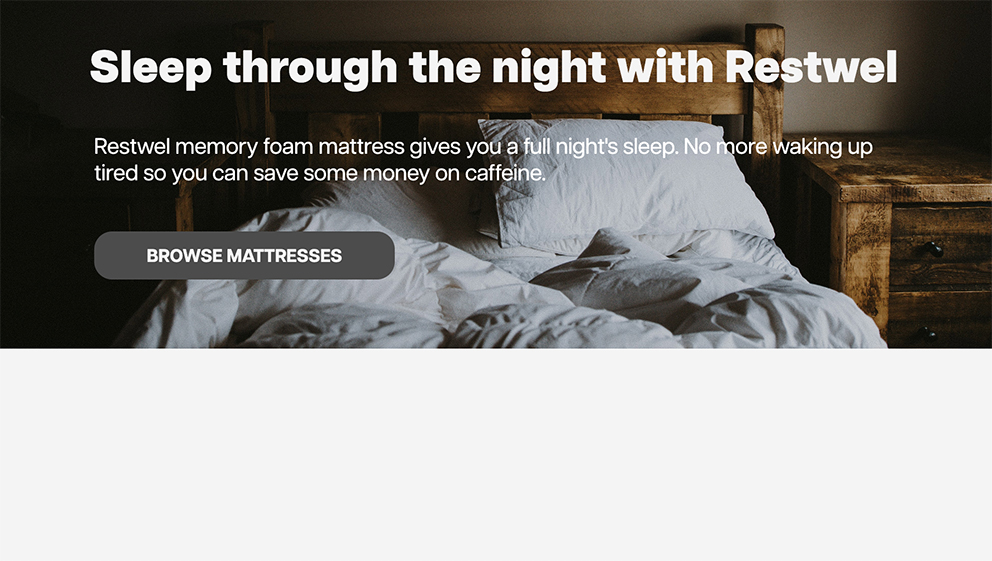 Sleep through the night with Restwel
Restwel memory foam mattress gives you a full night's sleep. No more waking up
tired so you can save some money on caffeine.
BROWSE MATTRESSES